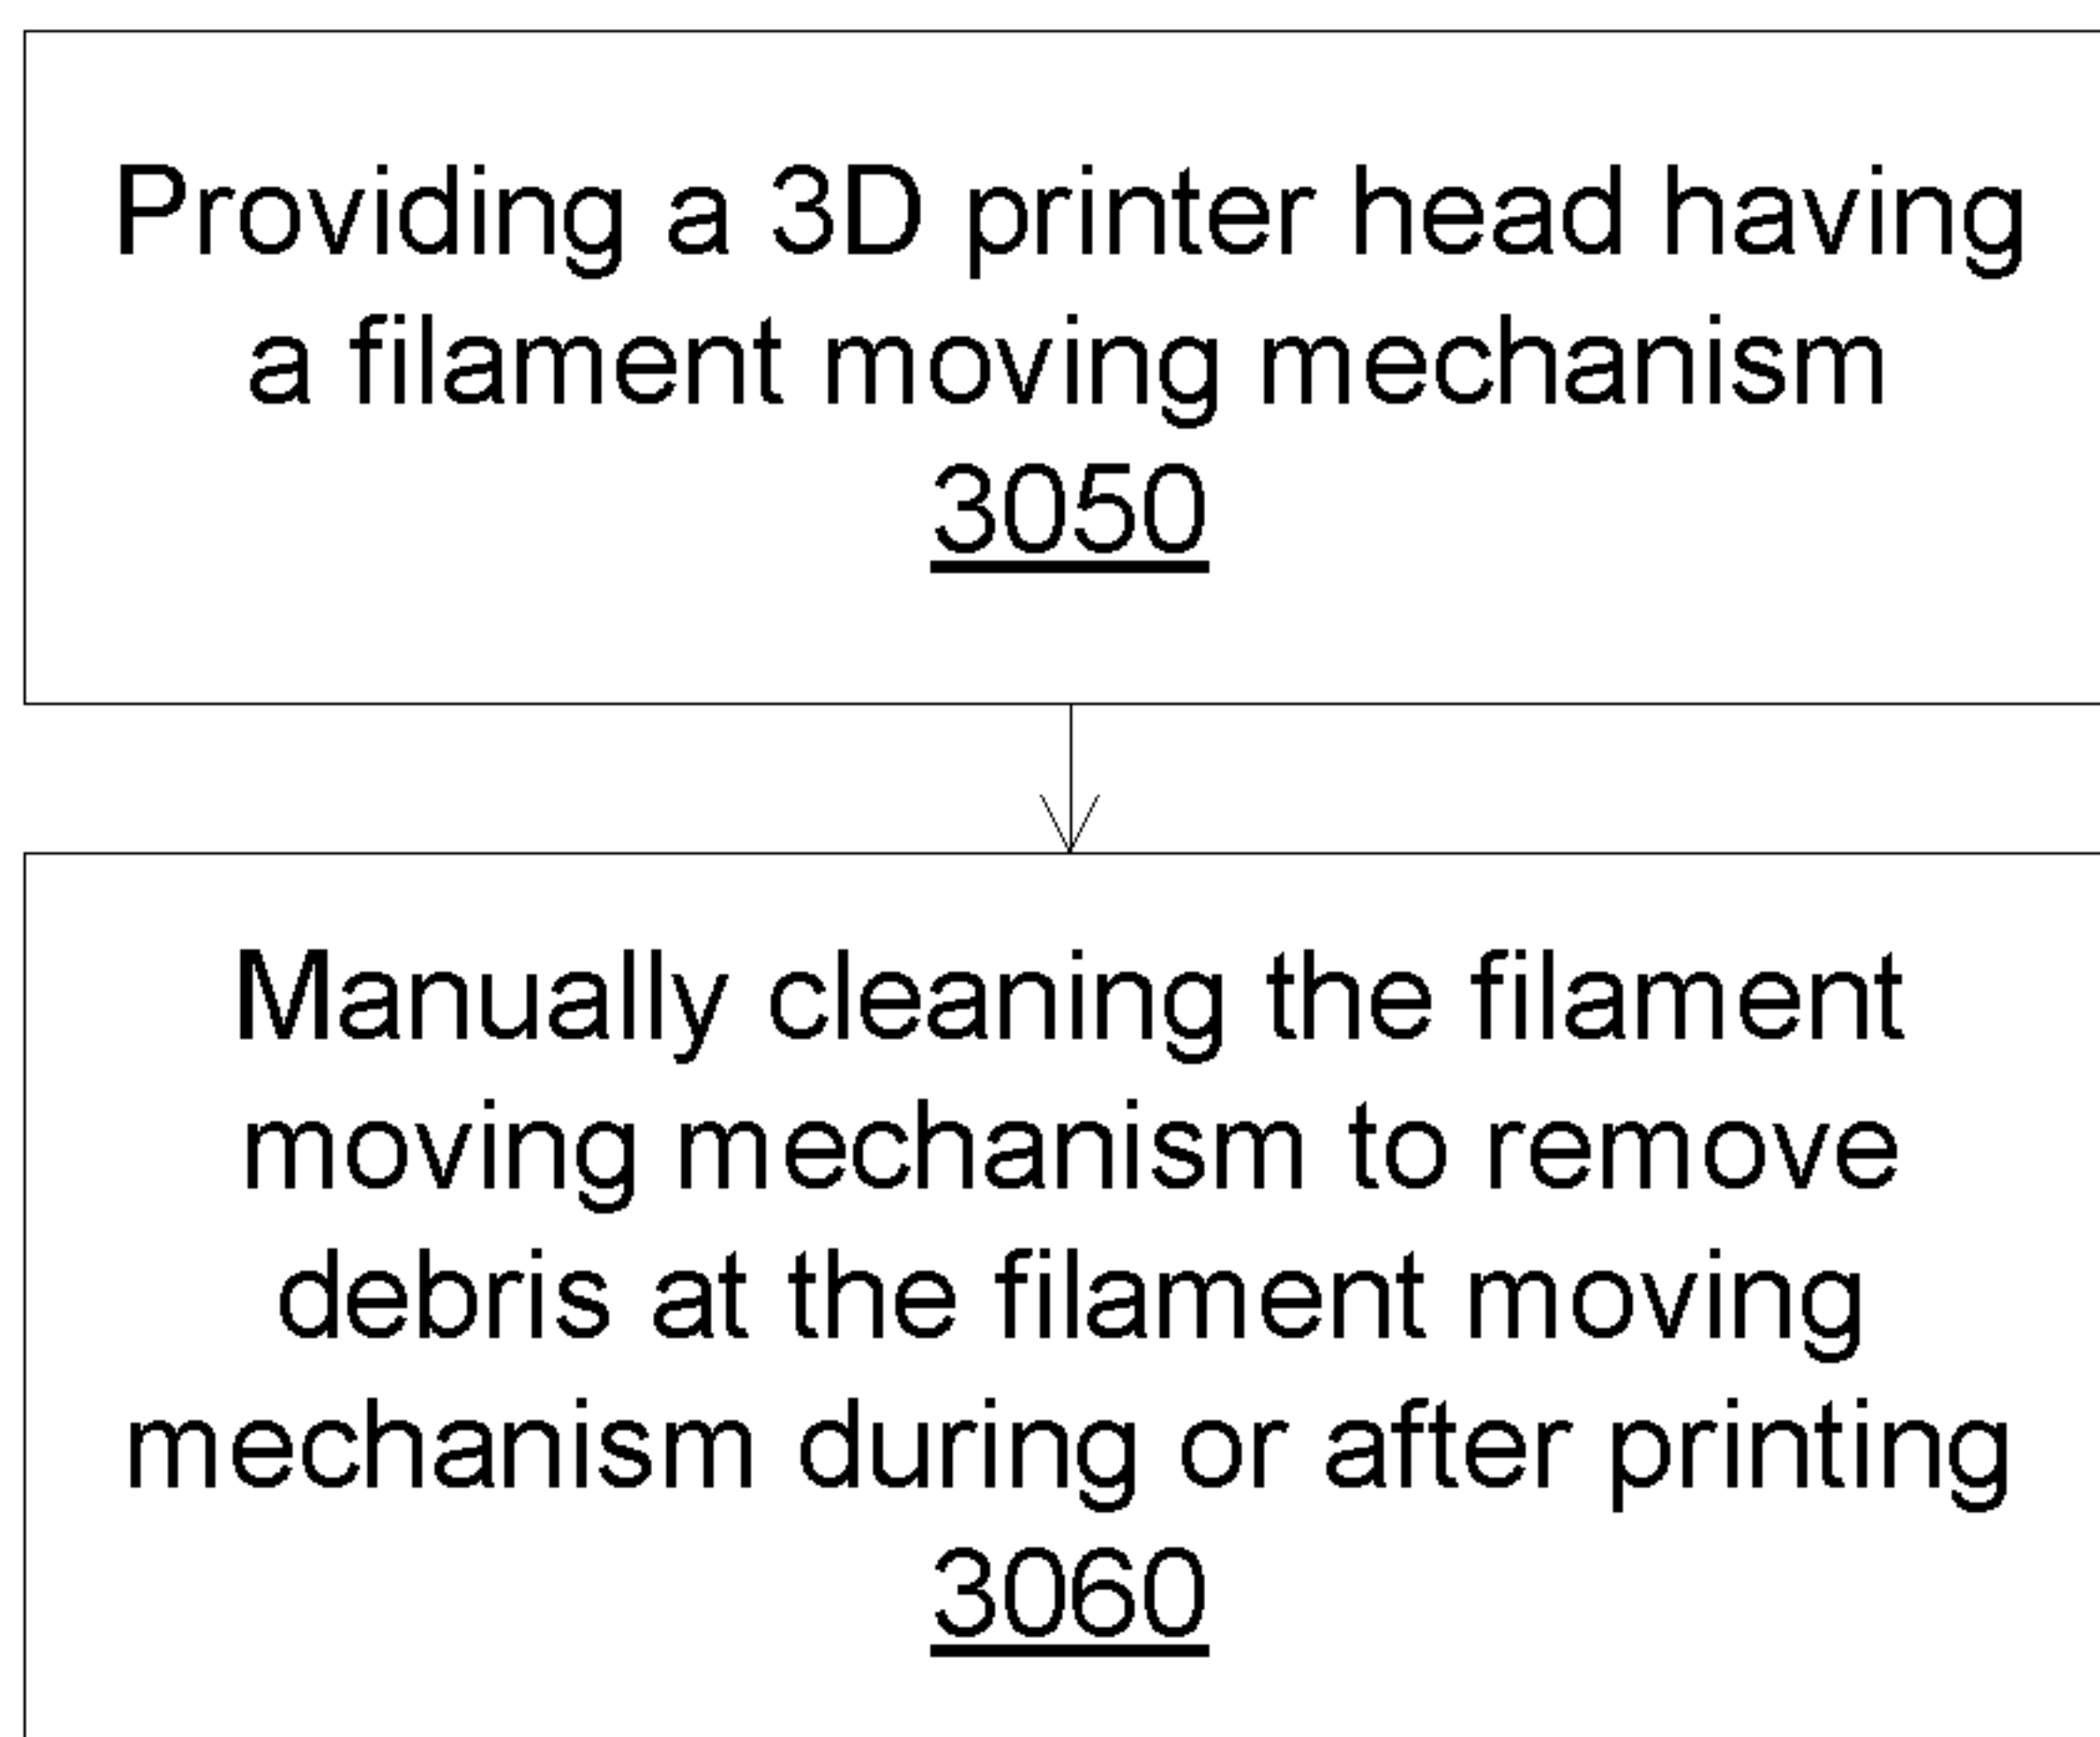 Providing a 3D printer head having
a filament moving mechanism
3050
Manually cleaning the filament
moving mechanism to remove
debris at the filament moving
mechanism during or after printing
3060